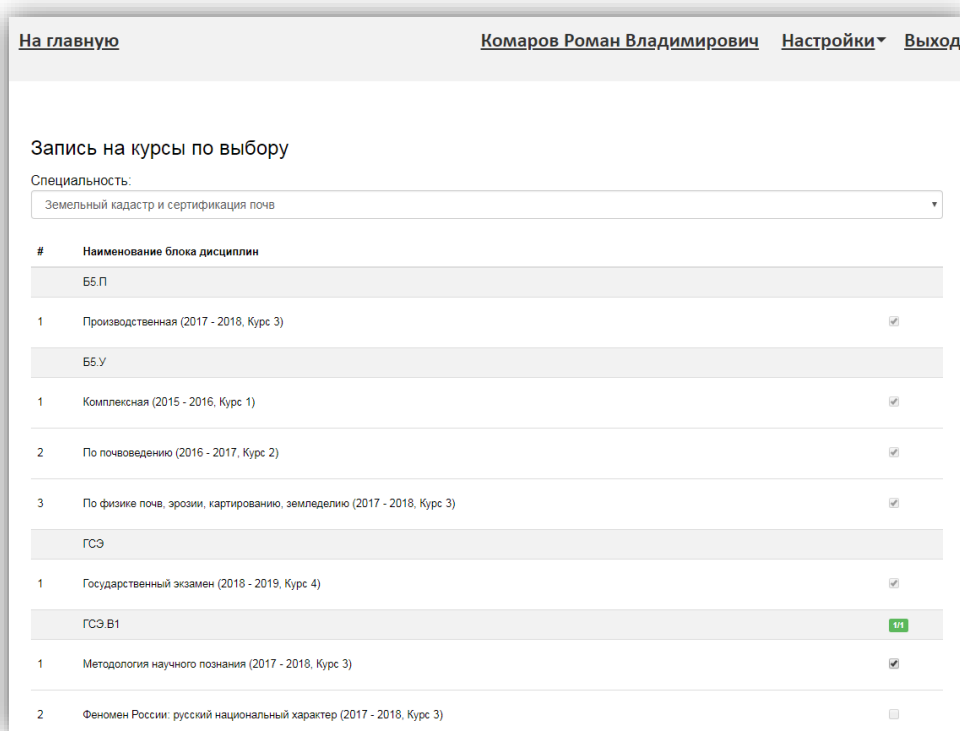 На главную Комаров Роман Владимирович Настройки Выход
Запись на курсы по выбору
Специальность:
Земельный кадастр и сертификация почв
# Наименование блока дисциплин
Б5.П
1 Производственная (2017 - 2018, Курс 3)
Б5.У
1 Комплексная (2015 - 2016, Курс 1)
2 По почвоведению (2016 - 2017, Курс 2)
3 По физике почв, эрозии, картированию, земледелию (2017 - 2018, Курс 3)
ГСЭ
1 Государственный экзамен (2018 - 2019, Курс 4)
ГСЭ.В1 1/1
1 Методология научного познания (2017 - 2018, Курс 3)
2 Феномен России: русский национальный характер (2017 - 2018, Курс 3)